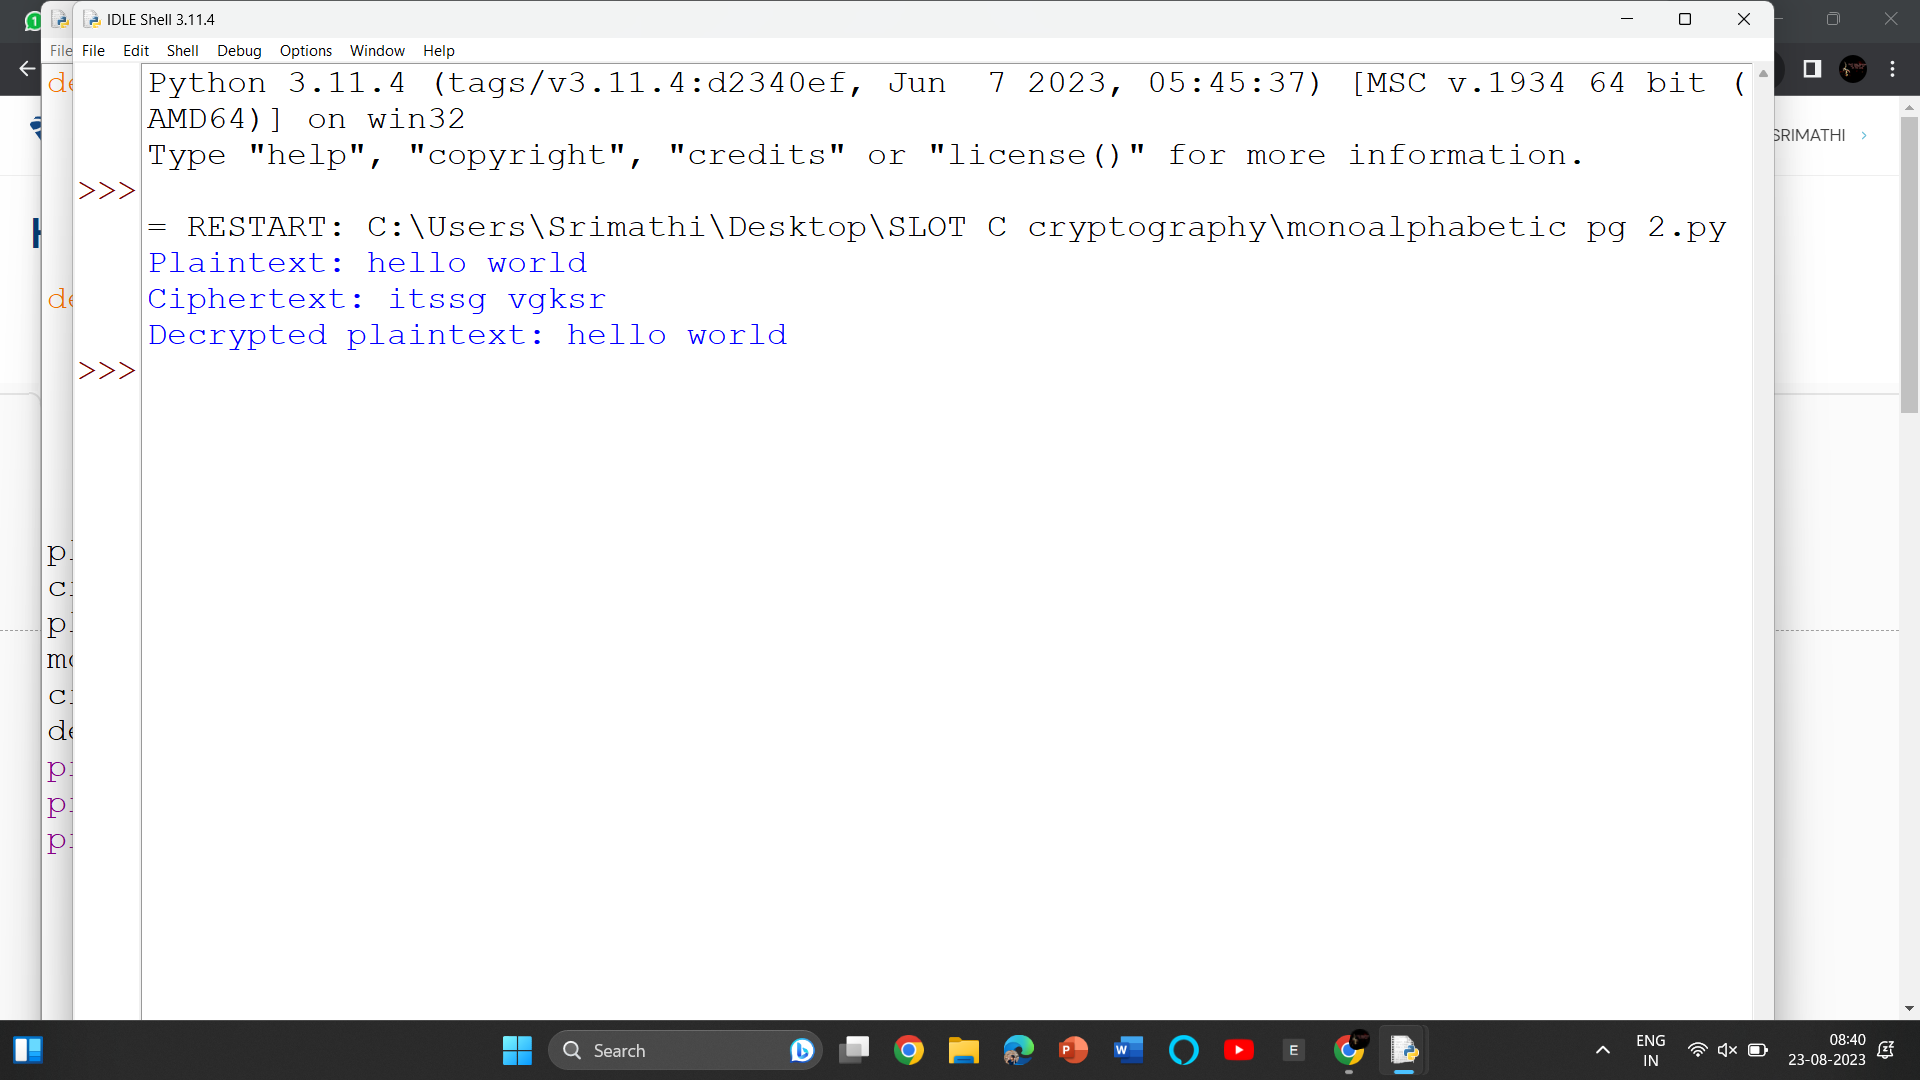 IDLE Shell 3.11.4
File
File Edit Shell Debug Options Window Help
Python 3.11.4 (tags/v3.11.4:d2340ef, Jun  7 2023, 05:45:37) [MSC v.1934 64 bit (
AMD64)] on win32
Type "help", "copyright", "credits" or "license()" for more information.
>>>
= RESTART: C:\Users\Srimathi\Desktop\SLOT C cryptography\monoalphabetic pg 2.py
Plaintext: hello world
Ciphertext: itssg vgksr
Decrypted plaintext: hello world
>>>
SRIMATHI
Search
ENG
IN
08:40
23-08-2023